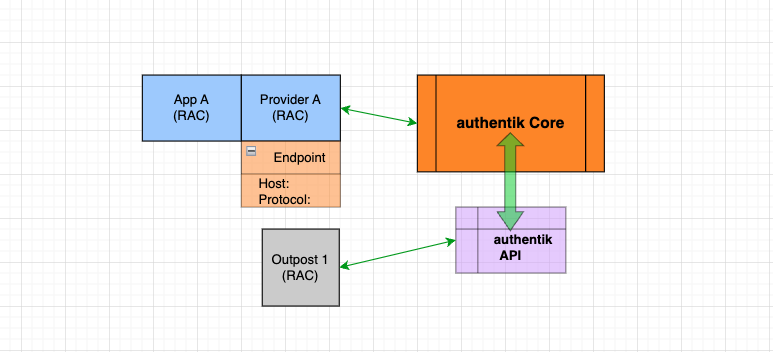 App A
(RAC)
Provider A
(RAC)
authentik Core
Endpoint
Host:
Protocol:
authentik
API
Outpost 1
(RAC)